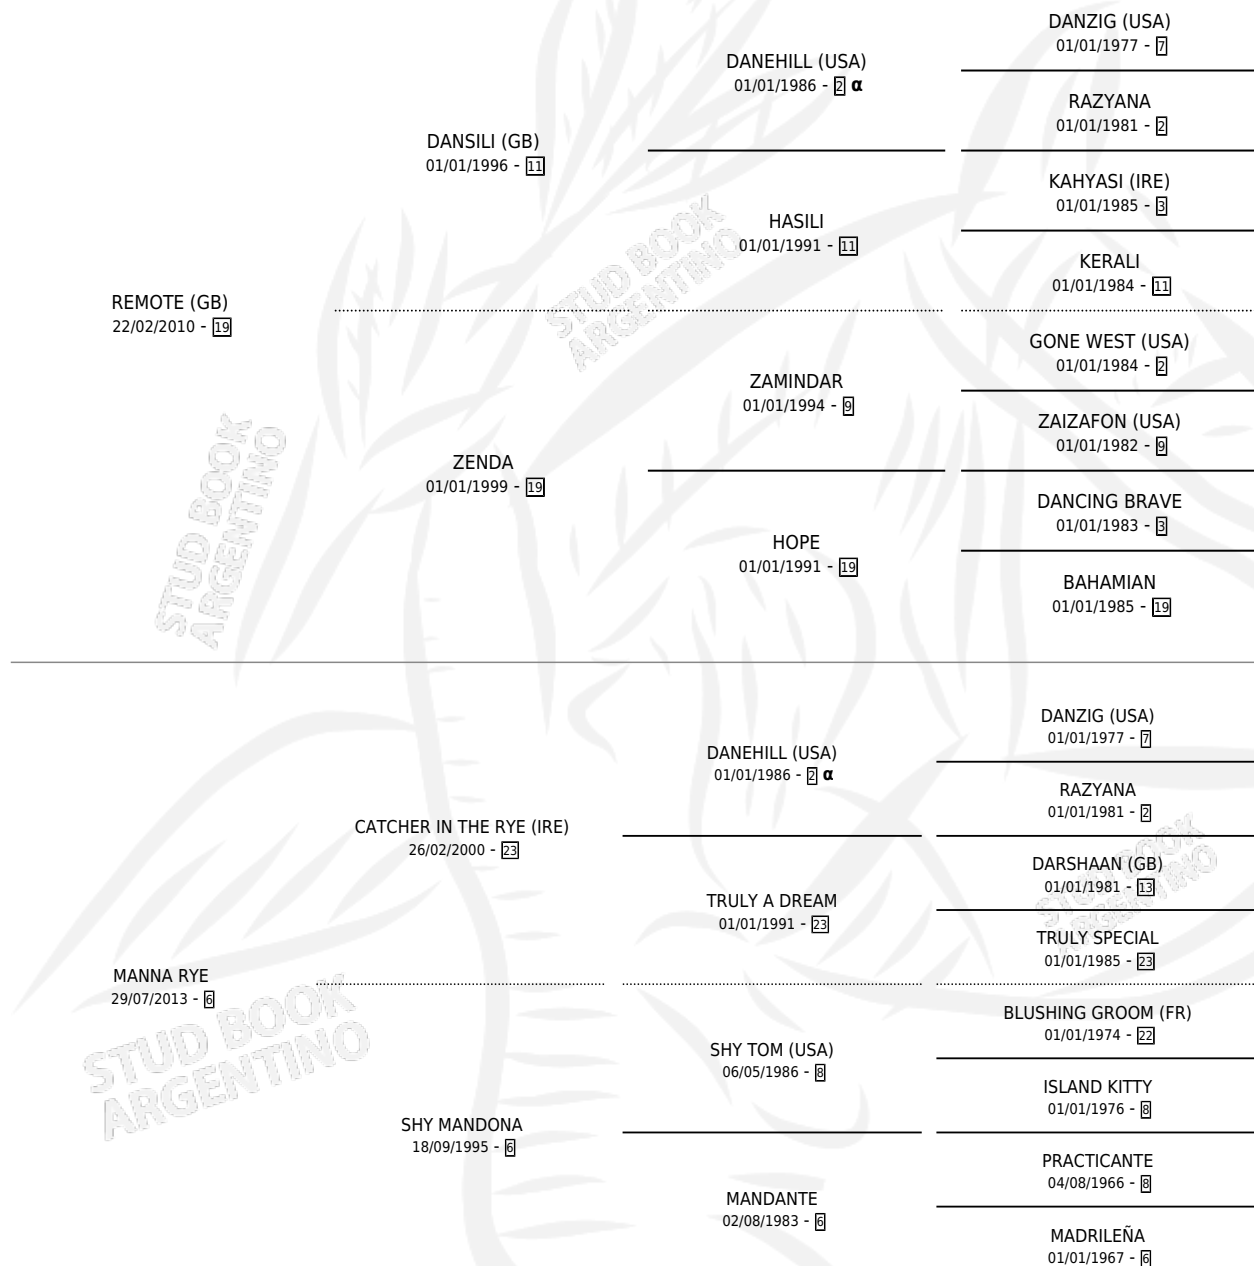 DANZIG (USA)
01/01/1977 - 7
DANEHILL (USA)
01/01/1986 - 2 α
RAZYANA
01/01/1981 - 2
DANSILI (GB)
01/01/1996 - 11
KAHYASI (IRE)
01/01/1985 - 3
HASILI
01/01/1991 - 11
KERALI
01/01/1984 - 11
REMOTE (GB)
22/02/2010 - 19
GONE WEST (USA)
01/01/1984 - 2
ZAMINDAR
01/01/1994 - 9
ZAIZAFON (USA)
01/01/1982 - 9
ZENDA
01/01/1999 - 19
DANCING BRAVE
01/01/1983 - 3
HOPE
01/01/1991 - 19
BAHAMIAN
01/01/1985 - 19
DANZIG (USA)
01/01/1977 - 7
DANEHILL (USA)
01/01/1986 - 2 α
RAZYANA
01/01/1981 - 2
CATCHER IN THE RYE (IRE)
26/02/2000 - 23
DARSHAAN (GB)
01/01/1981 - 13
TRULY A DREAM
01/01/1991 - 23
TRULY SPECIAL
01/01/1985 - 23
MANNA RYE
29/07/2013 - 6
BLUSHING GROOM (FR)
01/01/1974 - 22
SHY TOM (USA)
06/05/1986 - 8
ISLAND KITTY
01/01/1976 - 8
SHY MANDONA
18/09/1995 - 6
PRACTICANTE
04/08/1966 - 8
MANDANTE
02/08/1983 - 6
MADRILEÑA
01/01/1967 - 6
STUD BOOK
ARGENTINO
STUD BOOK
ARGENTINO
STUD BOOK
ARGENTINO
STUD BOOK
ARGENTINO